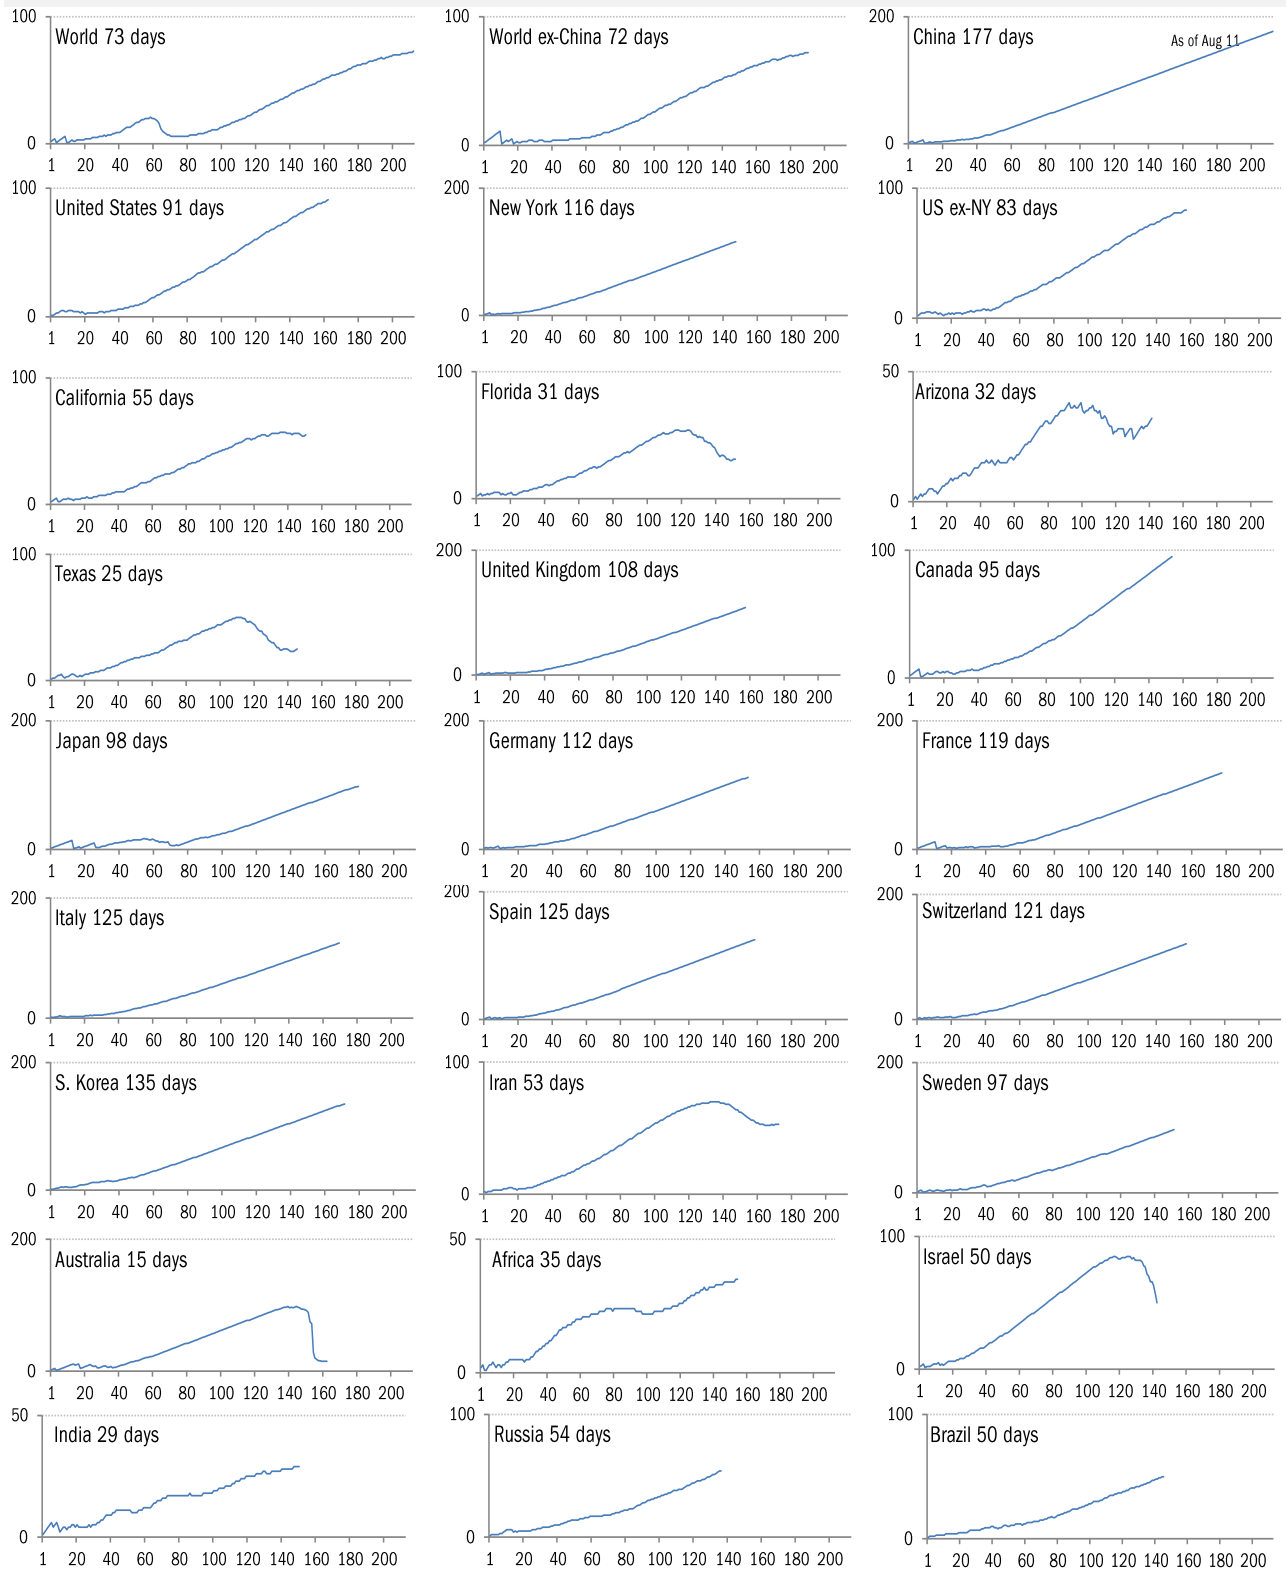 100
World 73 days
0
1 20 40 60 80 100 120 140 160 180 200
100
World ex-China 72 days
0
1 20 40 60 80 100 120 140 160 180 200
200
China 177 days
As of Aug 11
0
1 20 40 60 80 100 120 140 160 180 200
100
United States 91 days
0
1 20 40 60 80 100 120 140 160 180 200
200
New York 116 days
0
1 20 40 60 80 100 120 140 160 180 200
100
US ex-NY 83 days
0
1 20 40 60 80 100 120 140 160 180 200
100
California 55 days
0
1 20 40 60 80 100 120 140 160 180 200
100
Florida 31 days
0
1 20 40 60 80 100 120 140 160 180 200
50
Arizona 32 days
0
1 20 40 60 80 100 120 140 160 180 200
100
Texas 25 days
0
1 20 40 60 80 100 120 140 160 180 200
200
United Kingdom 108 days
0
1 20 40 60 80 100 120 140 160 180 200
100
Canada 95 days
0
1 20 40 60 80 100 120 140 160 180 200
200
Japan 98 days
0
1 20 40 60 80 100 120 140 160 180 200
200
Germany 112 days
0
1 20 40 60 80 100 120 140 160 180 200
200
France 119 days
0
1 20 40 60 80 100 120 140 160 180 200
200
Italy 125 days
0
1 20 40 60 80 100 120 140 160 180 200
200
Spain 125 days
0
1 20 40 60 80 100 120 140 160 180 200
200
Switzerland 121 days
0
1 20 40 60 80 100 120 140 160 180 200
200
S. Korea 135 days
0
1 20 40 60 80 100 120 140 160 180 200
100
Iran 53 days
0
1 20 40 60 80 100 120 140 160 180 200
200
Sweden 97 days
0
1 20 40 60 80 100 120 140 160 180 200
200
Australia 15 days
0
1 20 40 60 80 100 120 140 160 180 200
50
Africa 35 days
0
1 20 40 60 80 100 120 140 160 180 200
100
Israel 50 days
0
1 20 40 60 80 100 120 140 160 180 200
50
India 29 days
0
1 20 40 60 80 100 120 140 160 180 200
100
Russia 54 days
0
1 20 40 60 80 100 120 140 160 180 200
100
Brazil 50 days
0
1 20 40 60 80 100 120 140 160 180 200